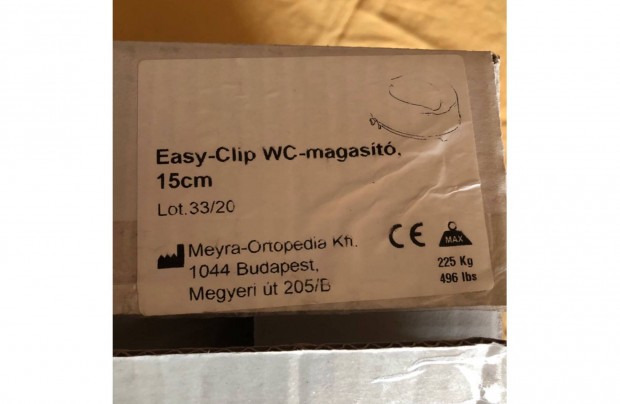 Easy-Clip WC-magasító,
15cm
Lot.33/20
Meyra-Ortopedia Kft.
1044 Budapest,
Megyeri út 205/B
CE
MAX
225 Kg
496 lbs